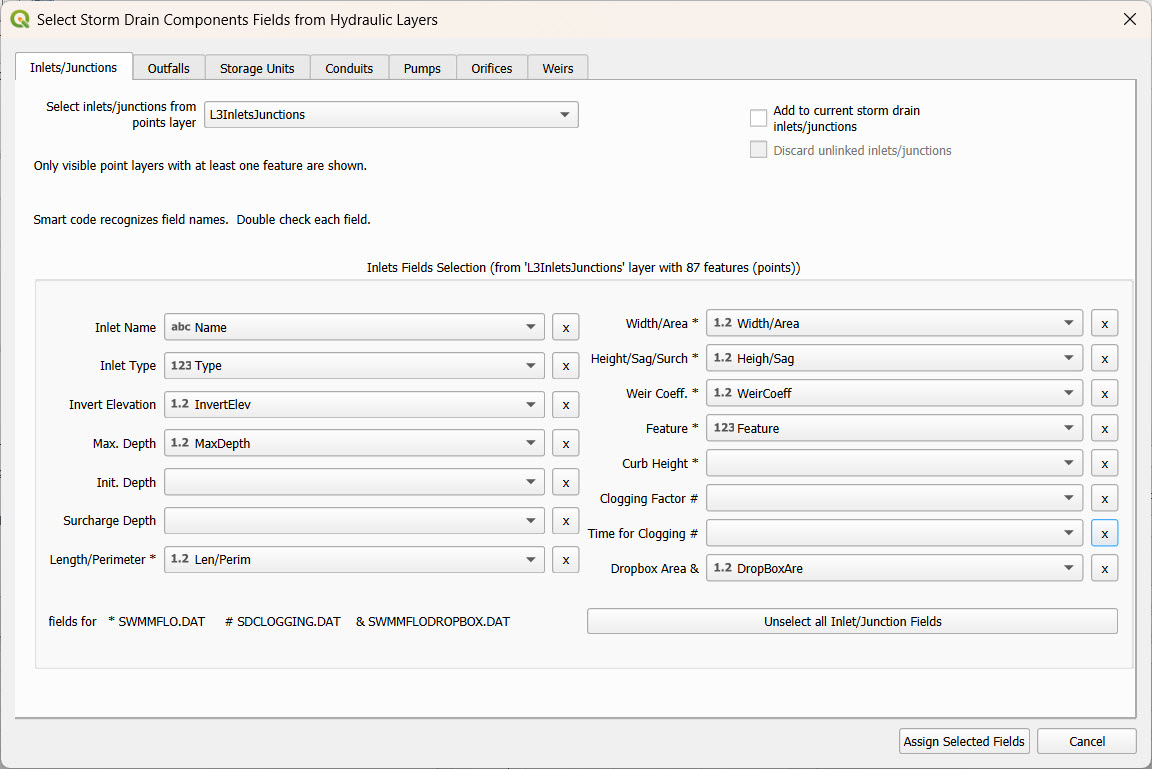 Select Storm Drain Components Fields from Hydraulic Layers
Inlets/Junctions Outfalls Storage Units Conduits Pumps Orifices Weirs
Select inlets/junctions from
points layer
L3InletsJunctions
Add to current storm drain
inlets/junctions
Discard unlinked inlets/junctions
Only visible point layers with at least one feature are shown.
Smart code recognizes field names. Double check each field.
Inlets Fields Selection (from 'L3InletsJunctions' layer with 87 features (points))
Inlet Name abc Name x
Inlet Type 123 Type x
Invert Elevation 1.2 InvertElev x
Max. Depth 1.2 MaxDepth x
Init. Depth x
Surcharge Depth x
Length/Perimeter * 1.2 Len/Perim x
Width/Area * 1.2 Width/Area x
Height/Sag/Surch * 1.2 Heigh/Sag x
Weir Coeff. * 1.2 WeirCoeff x
Feature * 123 Feature x
Curb Height * x
Clogging Factor # x
Time for Clogging # x
Dropbox Area & 1.2 DropBoxAre x
fields for * SWMMFLO.DAT # SDCLOGGING.DAT & SWMMFLODROPBOX.DAT
Unselect all Inlet/Junction Fields
Assign Selected Fields Cancel